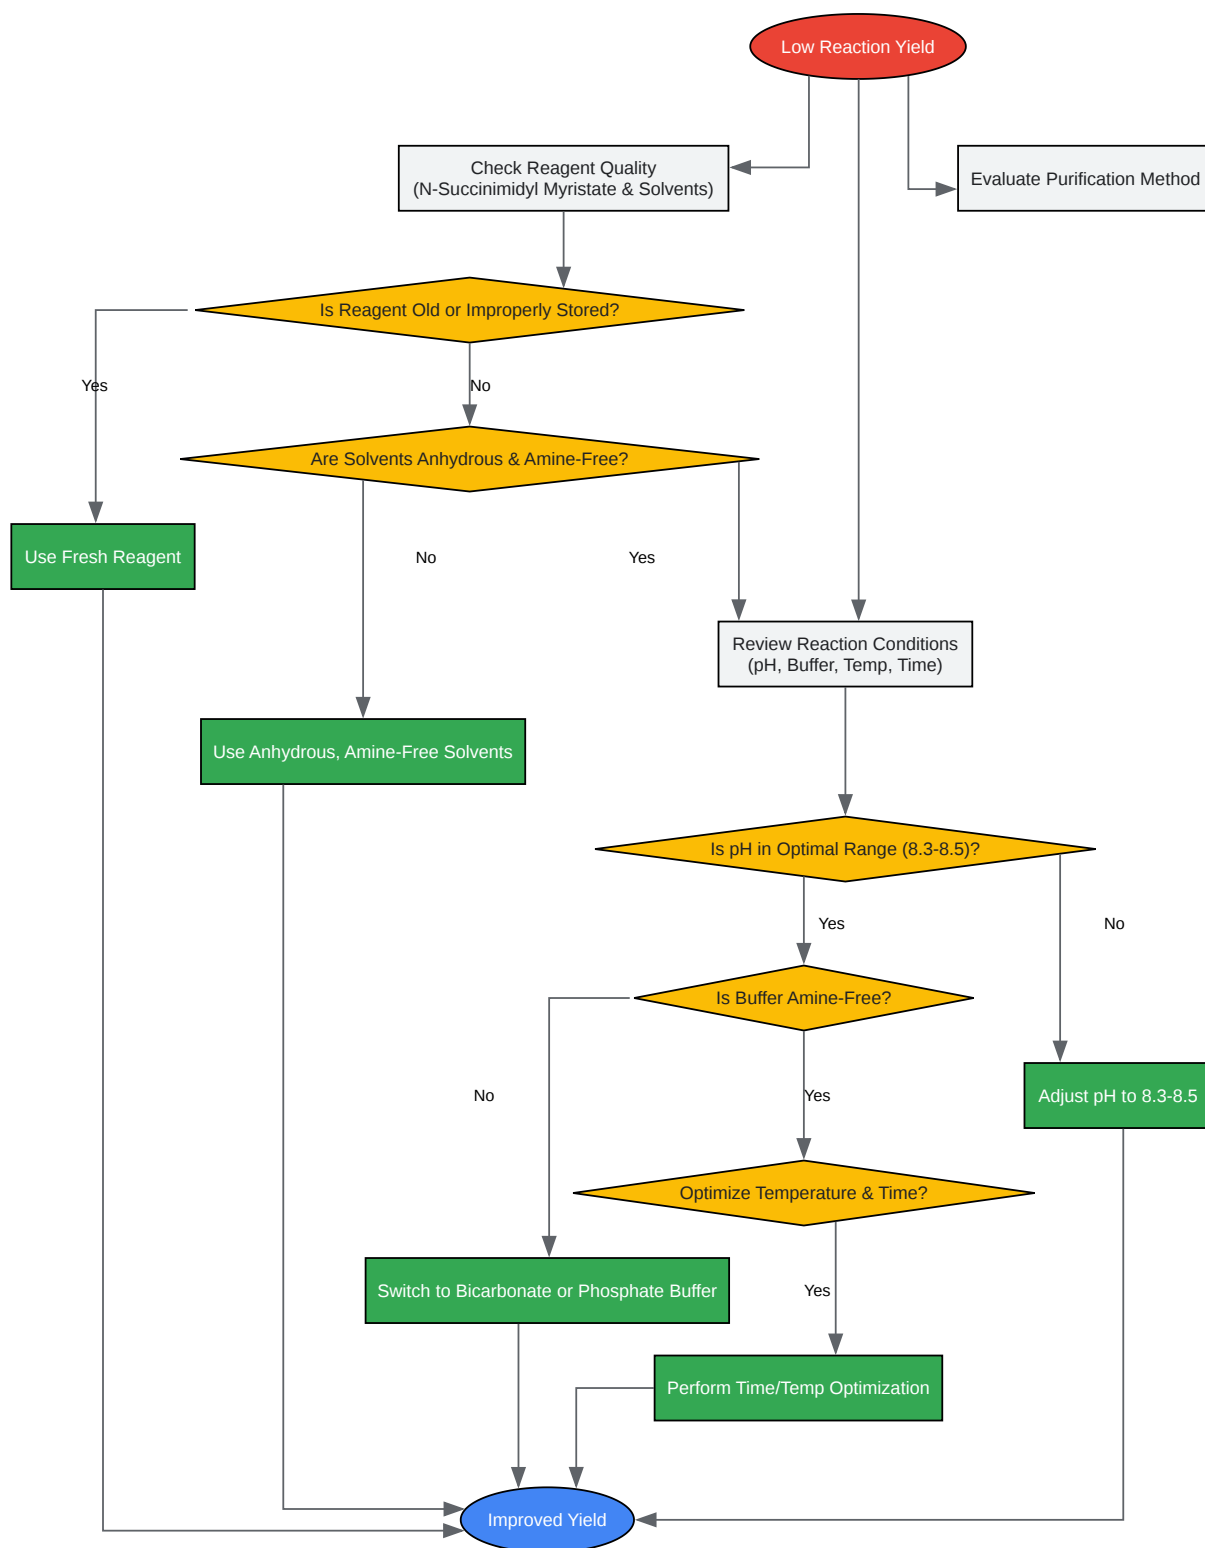 Low Reaction Yield
Check Reagent Quality
(N-Succinimidyl Myristate & Solvents)
Evaluate Purification Method
Is Reagent Old or Improperly Stored?
Yes
No
Are Solvents Anhydrous & Amine-Free?
Use Fresh Reagent
No
Yes
Review Reaction Conditions
(pH, Buffer, Temp, Time)
Use Anhydrous, Amine-Free Solvents
Is pH in Optimal Range (8.3-8.5)?
Yes
No
Is Buffer Amine-Free?
No
Yes
Adjust pH to 8.3-8.5
Optimize Temperature & Time?
Switch to Bicarbonate or Phosphate Buffer
Yes
Perform Time/Temp Optimization
Improved Yield